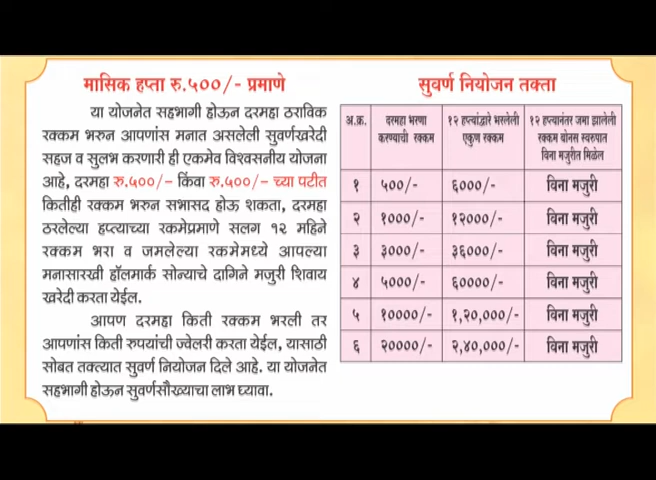 मासिक हप्ता रु.५००/- प्रमाणे
या योजनेत सहभागी होऊन दरमहा ठराविक
रक्कम भरुन आपणांस मनात असलेली सुवर्णखरेदी
सहज व सुलभ करणारी ही एकमेव विश्वसनीय योजना
आहे, दरमहा रु.५००/- किंवा रु.५००/- च्या पटीत
कितीही रक्कम भरुन सभासद होऊ शकता, दरमहा
ठरलेल्या हप्त्याच्या रकमेप्रमाणे सलग १२ महिने
रक्कम भरा व जमलेल्या रकमेमध्ये आपल्या
मनासारखी हॉलमार्क सोन्याचे दागिने मजुरी शिवाय
खरेदी करता येईल.
आपण दरमहा किती रक्कम भरली तर
आपणांस किती रुपयांची ज्वेलरी करता येईल, यासाठी
सोबत तक्त्यात सुवर्ण नियोजन दिले आहे. या योजनेत
सहभागी होऊन सुवर्णसौख्याचा लाभ घ्यावा.
सुवर्ण नियोजन तक्ता
अ.क्र. दरमहा भरणा करण्याची रक्कम १२ हप्त्यांद्वारे भरलेली एकुण रक्कम १२ हप्त्यानंतर जमा झालेली रक्कम बोनस स्वरुपात विना मजुरीत मिळेल
१ ५००/- ६०००/- विना मजुरी
२ १०००/- १२०००/- विना मजुरी
३ ३०००/- ३६०००/- विना मजुरी
४ ५०००/- ६००००/- विना मजुरी
५ १००००/- १,२०,०००/- विना मजुरी
६ २००००/- २,४०,०००/- विना मजुरी